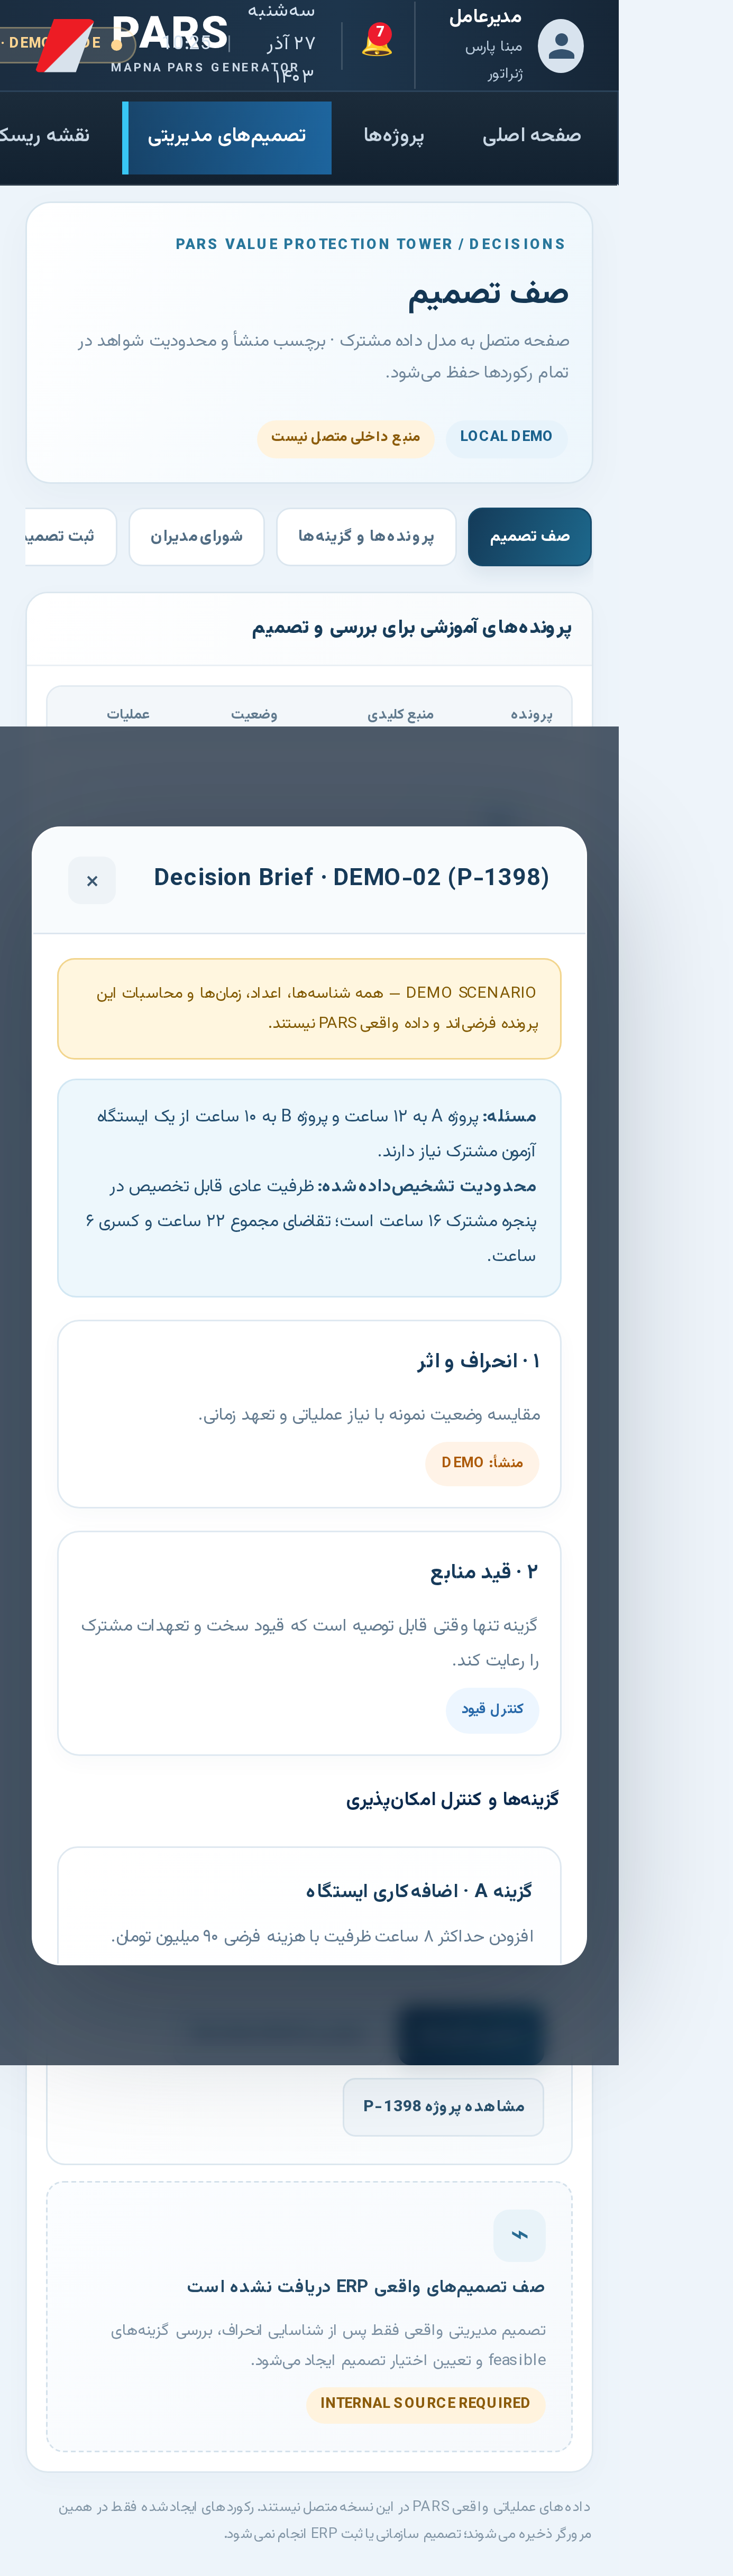 مدیرعامل
مبنا پارس
ژنراتور
7
سه‌شنبه
۲۷ آذر
۱۴۰۳
PARS
MAPNA PARS GENERATOR
صفحه اصلی
پروژه‌ها
تصمیم‌های مدیریتی
نقشه ریسک
PARS VALUE PROTECTION TOWER / DECISIONS
صف تصمیم
صفحه متصل به مدل داده مشترک · برچسب منشأ و محدودیت شواهد در
تمام رکوردها حفظ می‌شود.
LOCAL DEMO
منبع داخلی متصل نیست
صف تصمیم
پرونده‌ها و گزینه‌ها
شورای مدیران
ثبت تصمیم
پرونده‌های آموزشی برای بررسی و تصمیم
پرونده
منبع کلیدی
وضعیت
عملیات
Decision Brief · DEMO-02 (P-1398)
×
DEMO SCENARIO — همه شناسه‌ها، اعداد، زمان‌ها و محاسبات این
پرونده فرضی‌اند و داده واقعی PARS نیستند.
مسئله: پروژه A به ۱۲ ساعت و پروژه B به ۱۰ ساعت از یک ایستگاه
آزمون مشترک نیاز دارند.
محدودیت تشخیص‌داده‌شده: ظرفیت عادی قابل تخصیص در
پنجره مشترک ۱۶ ساعت است؛ تقاضای مجموع ۲۲ ساعت و کسری ۶
ساعت.
۱ · انحراف و اثر
مقایسه وضعیت نمونه با نیاز عملیاتی و تعهد زمانی.
منشأ: DEMO
۲ · قید منابع
گزینه تنها وقتی قابل توصیه است که قیود سخت و تعهدات مشترک
را رعایت کند.
کنترل قیود
گزینه‌ها و کنترل امکان‌پذیری
گزینه A · اضافه‌کاری ایستگاه
افزودن حداکثر ۸ ساعت ظرفیت با هزینه فرضی ۹۰ میلیون تومان.
مشاهده پروژه P-1398
صف تصمیم‌های واقعی ERP دریافت نشده است
تصمیم مدیریتی واقعی فقط پس از شناسایی انحراف، بررسی گزینه‌های
feasible و تعیین اختیار تصمیم ایجاد می‌شود.
INTERNAL SOURCE REQUIRED
داده‌های عملیاتی واقعی PARS در این نسخه متصل نیستند. رکوردهای ایجادشده فقط در همین
مرورگر ذخیره می‌شوند؛ تصمیم سازمانی یا ثبت ERP انجام نمی‌شود.